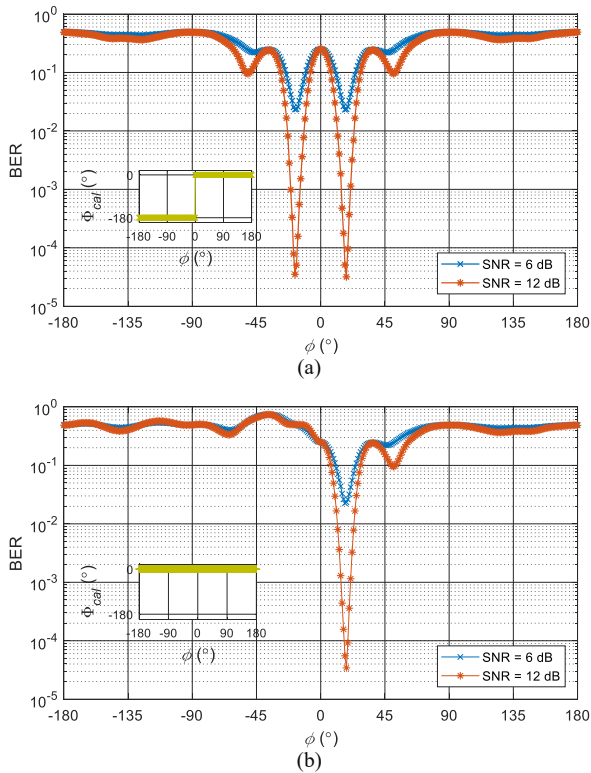 10^0
10^-1
10^-2
10^-3
10^-4
10^-5
BER
Φ_cal (°)
0
-180
-180 -90 0 90 180
ϕ (°)
SNR = 6 dB
SNR = 12 dB
-180 -135 -90 -45 0 45 90 135 180
ϕ (°)
(a)
10^0
10^-1
10^-2
10^-3
10^-4
10^-5
BER
Φ_cal (°)
0
-180
-180 -90 0 90 180
ϕ (°)
SNR = 6 dB
SNR = 12 dB
-180 -135 -90 -45 0 45 90 135 180
ϕ (°)
(b)